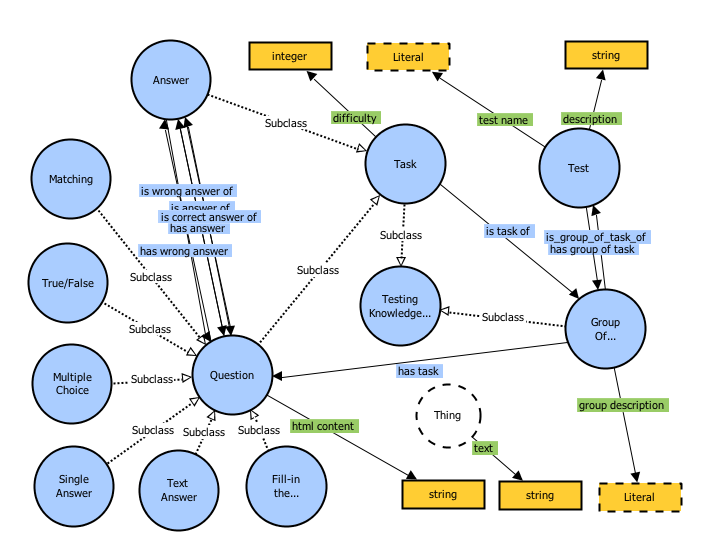 integer
Literal
string
Answer
difficulty
test name
description
Subclass
Task
Test
Matching
is wrong answer of
is answer of
is correct answer of
has answer
is task of
is_group_of_task_of
has group of task
has wrong answer
Subclass
Subclass
Subclass
True/False
Testing
Knowledge...
Subclass
Group
Of...
Subclass
Question
has task
Multiple
Choice
Subclass
Thing
group description
html content
Subclass
Subclass
Subclass
text
Single
Answer
Text
Answer
Fill-in
the...
string
string
Literal